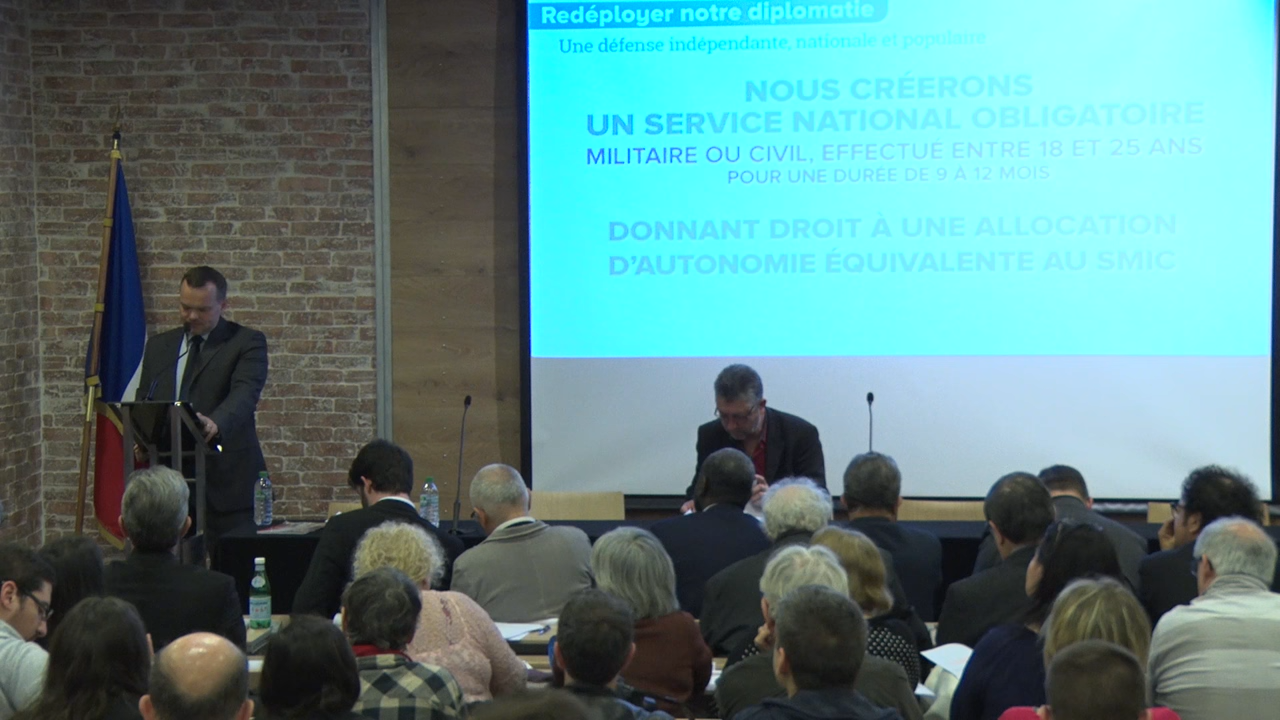 Redéployer notre diplomatie
Une défense indépendante, nationale et populaire
NOUS CRÉERONS
UN SERVICE NATIONAL OBLIGATOIRE
MILITAIRE OU CIVIL, EFFECTUÉ ENTRE 18 ET 25 ANS
POUR UNE DURÉE DE 9 À 12 MOIS
DONNANT DROIT À UNE ALLOCATION
D'AUTONOMIE ÉQUIVALENTE AU SMIC